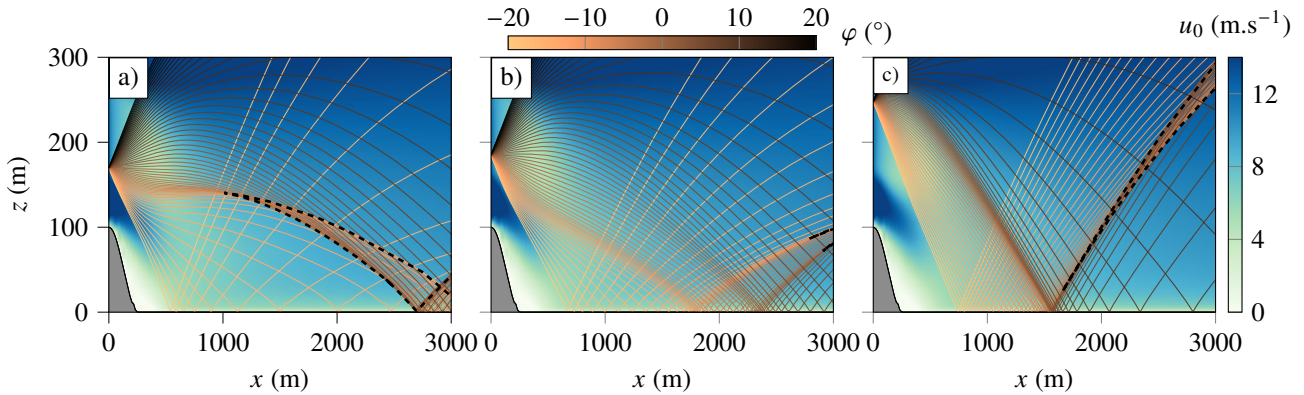 −20 −10 0 10 20 φ (°)
u₀ (m.s⁻¹)
300 200 100 0
z (m)
a) b) c)
12 8 4 0
0 1000 2000 3000 0 1000 2000 3000 0 1000 2000 3000
x (m) x (m) x (m)